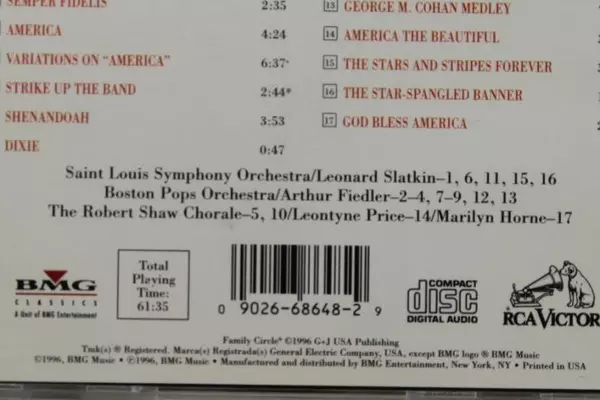 SEMPER FIDELIS 2:35
AMERICA 4:24
VARIATIONS ON "AMERICA" 6:37*
STRIKE UP THE BAND 2:44*
SHENANDOAH 3:53
DIXIE 0:47
13 GEORGE M. COHAN MEDLEY
14 AMERICA THE BEAUTIFUL
15 THE STARS AND STRIPES FOREVER
16 THE STAR-SPANGLED BANNER
17 GOD BLESS AMERICA
Saint Louis Symphony Orchestra/Leonard Slatkin–1, 6, 11, 15, 16
Boston Pops Orchestra/Arthur Fiedler–2–4, 7–9, 12, 13
The Robert Shaw Chorale–5, 10/Leontyne Price–14/Marilyn Horne–17
BMG
CLASSICS
A Unit of BMG Entertainment
Total
Playing
Time:
61:35
0 9026-68648-2 9
COMPACT
disc
DIGITAL AUDIO
RCA VICTOR
Family Circle® ©1996 G+J USA Publishing
Tmk(s) ® Registered. Marca(s) Registrada(s) General Electric Company, USA, except BMG logo ® BMG Music
©1996, BMG Music • ℗1996, BMG Music • Manufactured and distributed by BMG Entertainment, New York, NY • Printed in USA